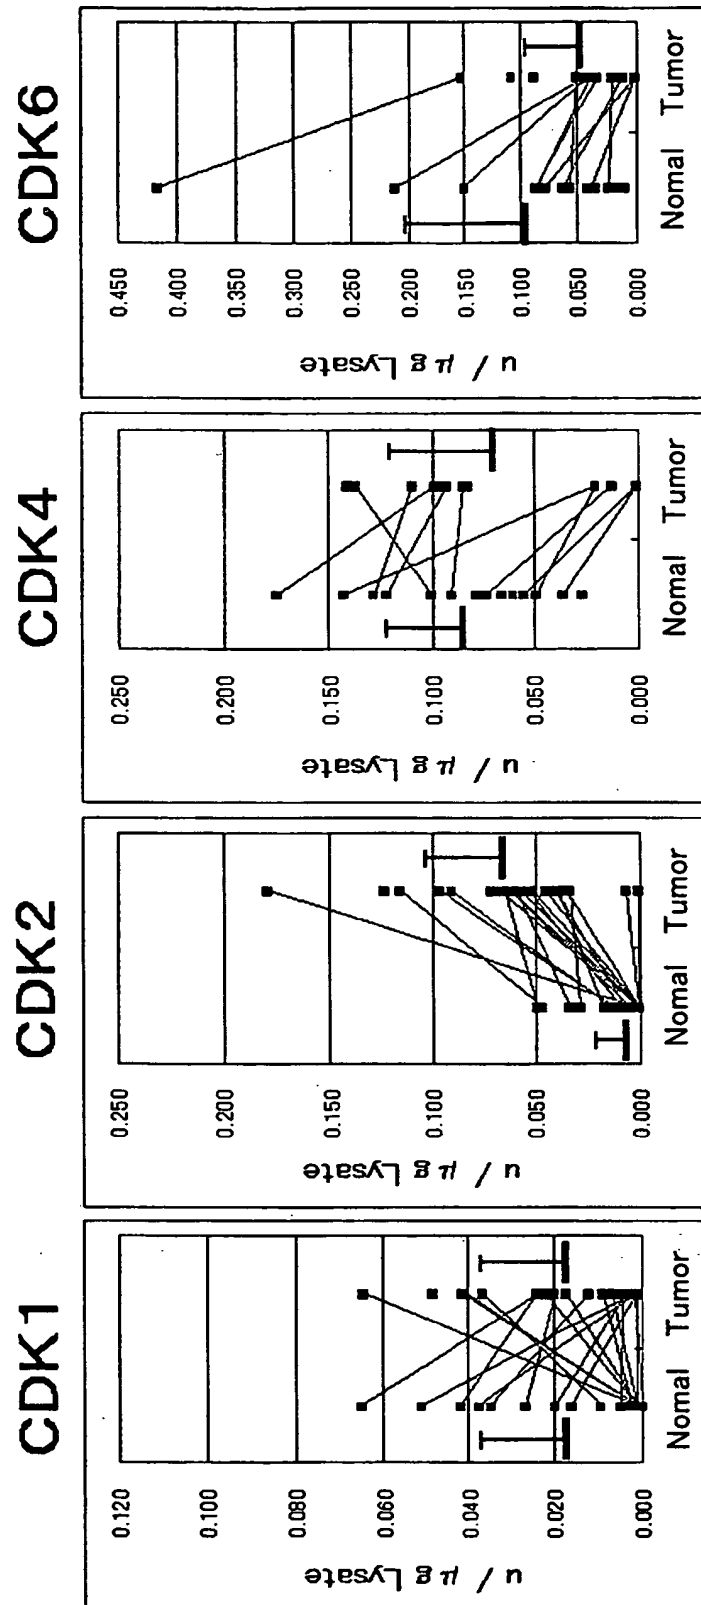 CDK1
u / μg Lysate
0.120
0.100
0.080
0.060
0.040
0.020
0.000
Nomal Tumor
CDK2
u / μg Lysate
0.250
0.200
0.150
0.100
0.050
0.000
Nomal Tumor
CDK4
u / μg Lysate
0.250
0.200
0.150
0.100
0.050
0.000
Nomal Tumor
CDK6
u / μg Lysate
0.450
0.400
0.350
0.300
0.250
0.200
0.150
0.100
0.050
0.000
Nomal Tumor